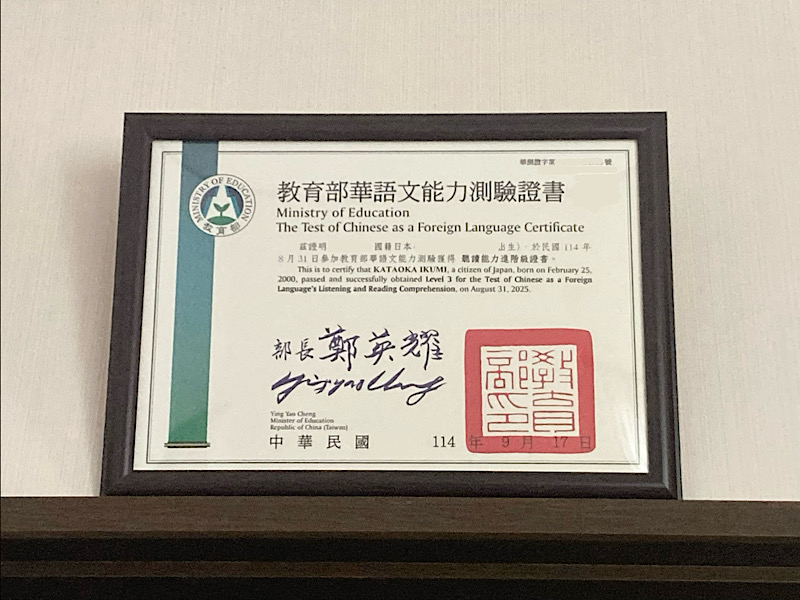 華測證字第 號
MINISTRY OF EDUCATION
教育部
教育部華語文能力測驗證書
Ministry of Education
The Test of Chinese as a Foreign Language Certificate
茲證明 國籍日本 出生) 於民國 114 年
8 月 31 日參加教育部華語文能力測驗獲得 聽讀能力進階級證書。
This is to certify that KATAOKA IKUMI, a citizen of Japan, born on February 25,
2000, passed and successfully obtained Level 3 for the Test of Chinese as a Foreign
Language's Listening and Reading Comprehension, on August 31, 2025.
部長 鄭英耀
Ying Yao Cheng
Minister of Education
Republic of China (Taiwan)
教育部印
中華民國 114 年 9 月 17 日